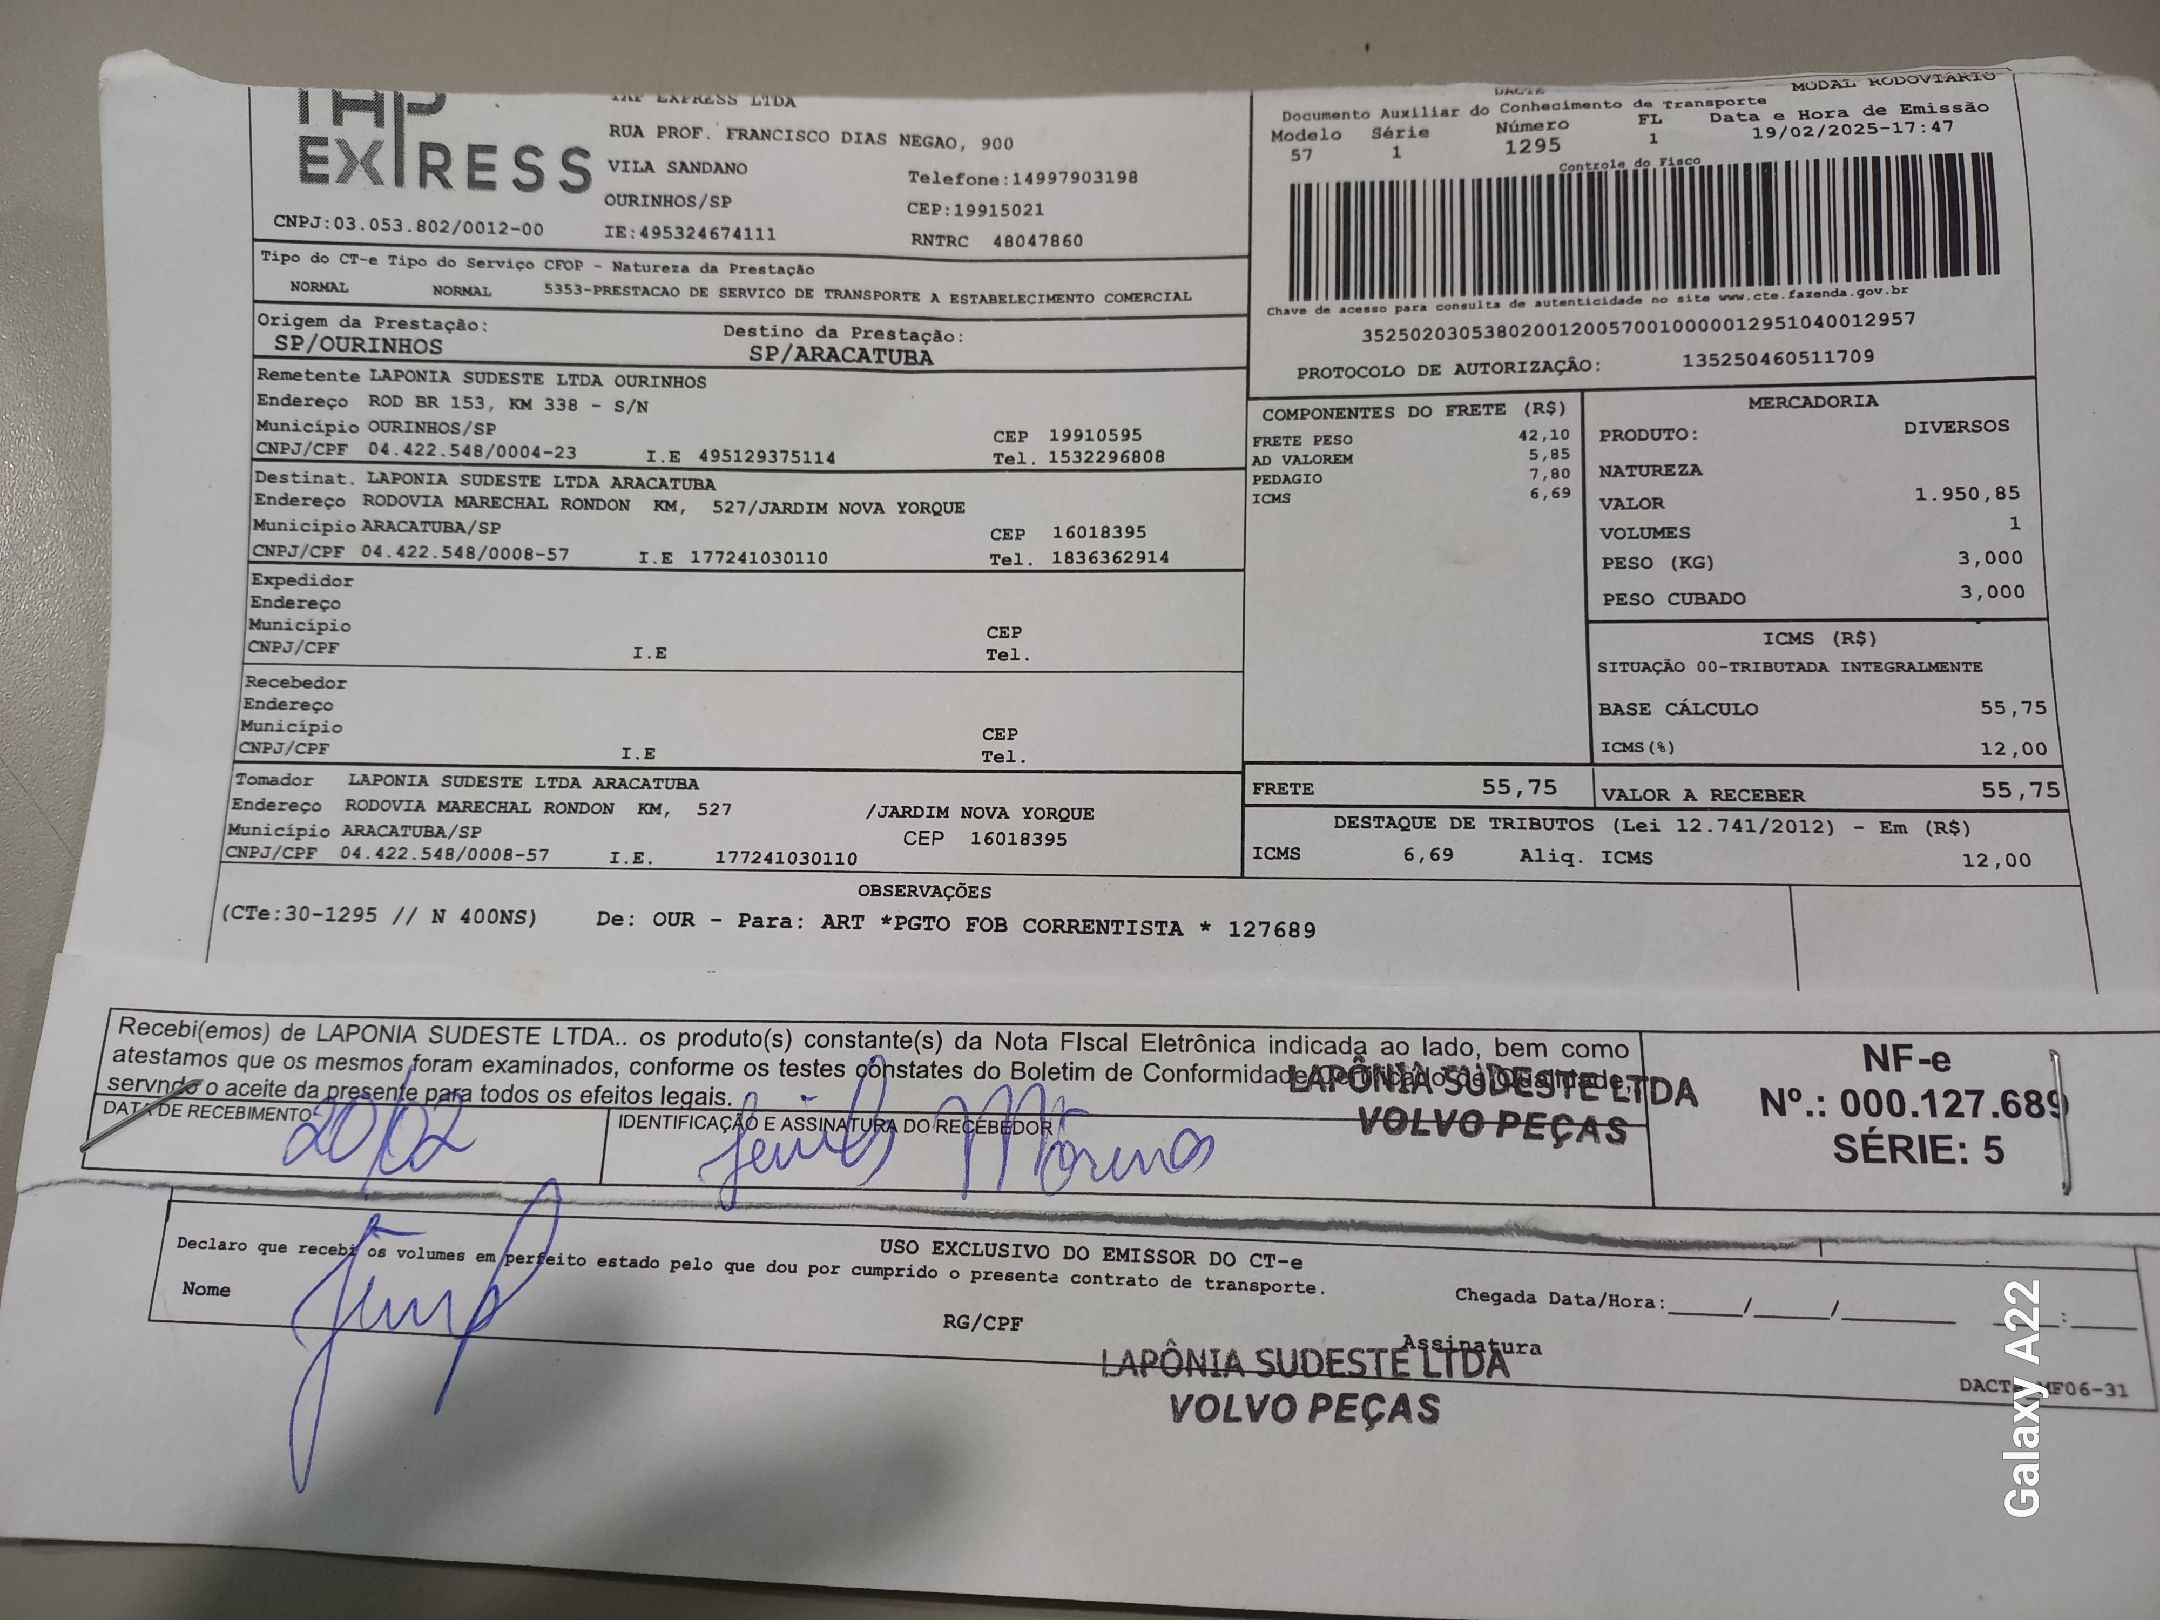 TAP
EXPRESS
CNPJ:03.053.802/0012-00
TAP EXPRESS LTDA
RUA PROF. FRANCISCO DIAS NEGAO, 900
VILA SANDANO
Telefone:14997903198
OURINHOS/SP
CEP:19915021
IE:495324674111
RNTRC 48047860
DACTE
MODAL RODOVIÁRIO
Documento Auxiliar do Conhecimento de Transporte
Modelo Série Número FL Data e Hora de Emissão
57 1 1295 1 19/02/2025-17:47
Controle do Fisco
Chave de acesso para consulta de autenticidade no site www.cte.fazenda.gov.br
35250203053802001200570010000012951040012957
PROTOCOLO DE AUTORIZAÇÃO: 135250460511709
Tipo do CT-e Tipo do Serviço CFOP - Natureza da Prestação
NORMAL NORMAL 5353-PRESTACAO DE SERVICO DE TRANSPORTE A ESTABELECIMENTO COMERCIAL
Origem da Prestação: Destino da Prestação:
SP/OURINHOS SP/ARACATUBA
Remetente LAPONIA SUDESTE LTDA OURINHOS
Endereço ROD BR 153, KM 338 - S/N
Município OURINHOS/SP CEP 19910595
CNPJ/CPF 04.422.548/0004-23 I.E 495129375114 Tel. 1532296808
Destinat. LAPONIA SUDESTE LTDA ARACATUBA
Endereço RODOVIA MARECHAL RONDON KM, 527/JARDIM NOVA YORQUE
Município ARACATUBA/SP CEP 16018395
CNPJ/CPF 04.422.548/0008-57 I.E 177241030110 Tel. 1836362914
Expedidor
Endereço
Município CEP
CNPJ/CPF I.E Tel.
Recebedor
Endereço
Município CEP
CNPJ/CPF I.E Tel.
Tomador LAPONIA SUDESTE LTDA ARACATUBA
Endereço RODOVIA MARECHAL RONDON KM, 527 /JARDIM NOVA YORQUE
Município ARACATUBA/SP CEP 16018395
CNPJ/CPF 04.422.548/0008-57 I.E. 177241030110
COMPONENTES DO FRETE (R$)
FRETE PESO 42,10
AD VALOREM 5,85
PEDAGIO 7,80
ICMS 6,69
MERCADORIA
PRODUTO: DIVERSOS
NATUREZA
VALOR 1.950,85
VOLUMES 1
PESO (KG) 3,000
PESO CUBADO 3,000
ICMS (R$)
SITUAÇÃO 00-TRIBUTADA INTEGRALMENTE
BASE CÁLCULO 55,75
ICMS(%) 12,00
FRETE 55,75 VALOR A RECEBER 55,75
DESTAQUE DE TRIBUTOS (Lei 12.741/2012) - Em (R$)
ICMS 6,69 Aliq. ICMS 12,00
OBSERVAÇÕES
(CTe:30-1295 // N 400NS) De: OUR - Para: ART *PGTO FOB CORRENTISTA * 127689
Recebi(emos) de LAPONIA SUDESTE LTDA.. os produto(s) constante(s) da Nota FIscal Eletrônica indicada ao lado, bem como
atestamos que os mesmos foram examinados, conforme os testes constates do Boletim de Conformidade/Certificado de Qualidade,
servndo o aceite da presente para todos os efeitos legais.
LAPÔNIA SUDESTE LTDA
VOLVO PEÇAS
DATA DE RECEBIMENTO
20/02
IDENTIFICAÇÃO E ASSINATURA DO RECEBEDOR
NF-e
Nº.: 000.127.689
SÉRIE: 5
USO EXCLUSIVO DO EMISSOR DO CT-e
Declaro que recebi os volumes em perfeito estado pelo que dou por cumprido o presente contrato de transporte.
Nome
RG/CPF
Chegada Data/Hora:_____/_____/_______ ___:____
Assinatura
LAPÔNIA SUDESTE LTDA
VOLVO PEÇAS
Galaxy A22